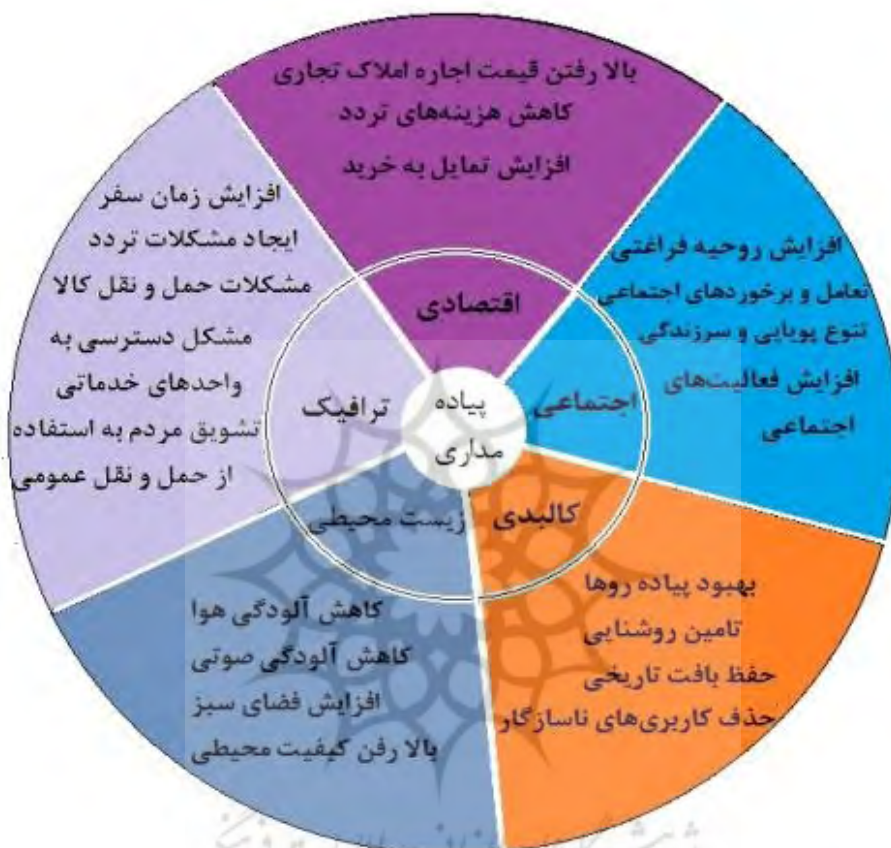 بالا رفتن قیمت اجاره املاک تجاری
کاهش هزینه‌های تردد
افزایش تمایل به خرید
اقتصادی
افزایش روحیه فراغتی
تعامل و برخوردهای اجتماعی
تنوع پویایی و سرزندگی
افزایش فعالیت‌های
اجتماعی
اجتماعی
کالبدی
بهبود پیاده روها
تامین روشنایی
حفظ بافت تاریخی
حذف کاربری‌های ناسازگار
زیست محیطی
کاهش آلودگی هوا
کاهش آلودگی صوتی
افزایش فضای سبز
بالا رفن کیفیت محیطی
ترافیک
افزایش زمان سفر
ایجاد مشکلات تردد
مشکلات حمل و نقل کالا
مشکل دسترسی به
واحدهای خدماتی
تشویق مردم به استفاده
از حمل و نقل عمومی
پیاده
مداری